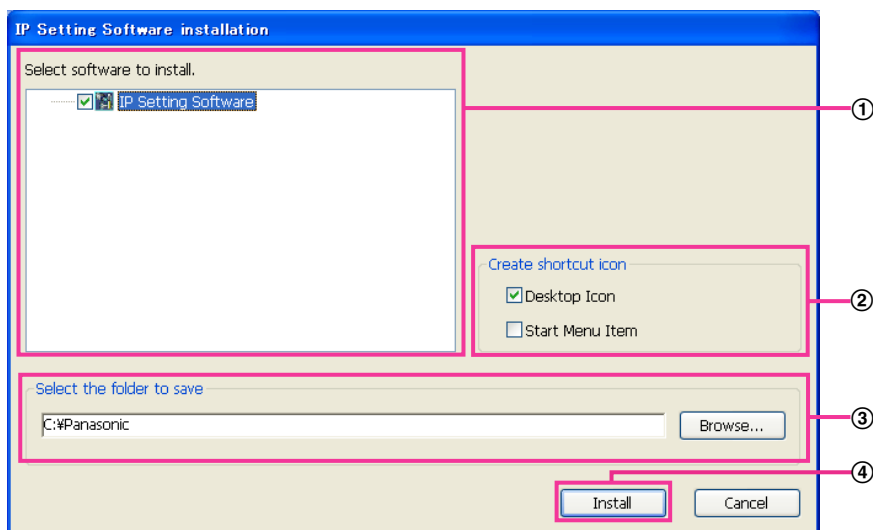 IP Setting Software installation
Select software to install.
IP Setting Software
①
Create shortcut icon
Desktop Icon
②
Start Menu Item
Select the folder to save
C:¥Panasonic
Browse...
③
④
Install
Cancel